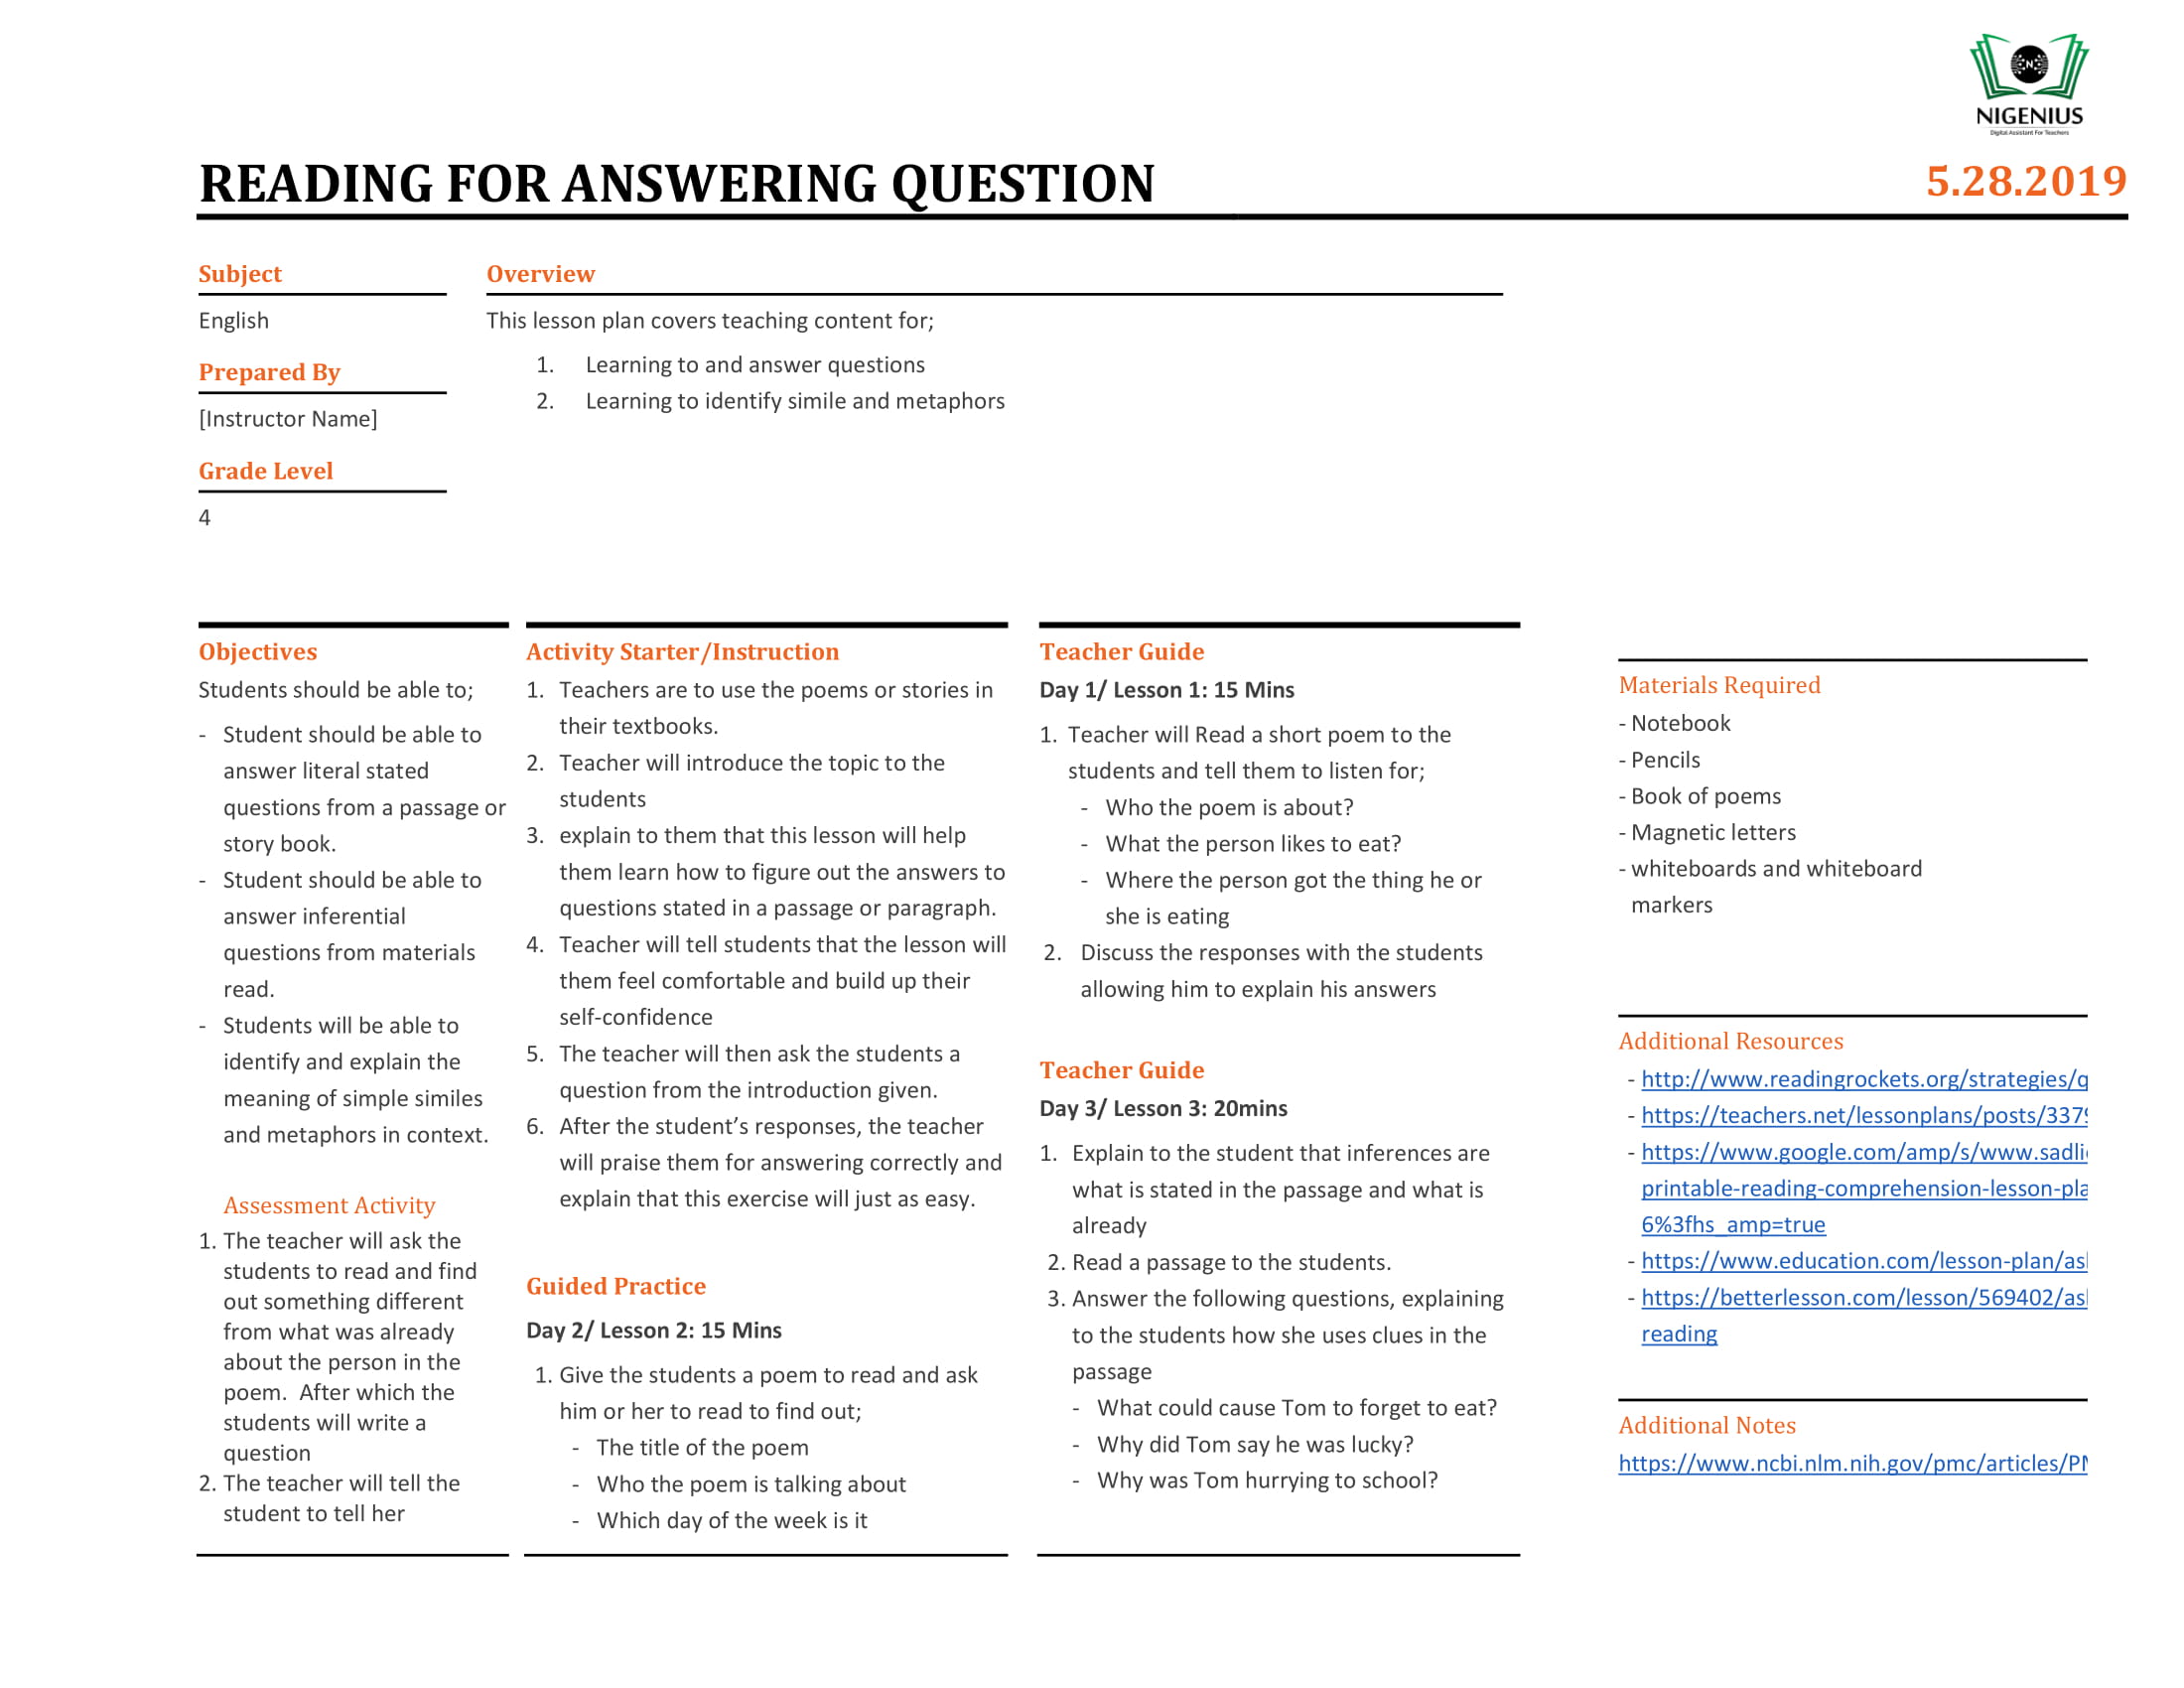 NIGENIUS
Digital Assistant For Teachers
READING FOR ANSWERING QUESTION
5.28.2019
Subject
English
Prepared By
[Instructor Name]
Grade Level
4
Overview
This lesson plan covers teaching content for;
1. Learning to and answer questions
2. Learning to identify simile and metaphors
Objectives
Students should be able to;
- Student should be able to
answer literal stated
questions from a passage or
story book.
- Student should be able to
answer inferential
questions from materials
read.
- Students will be able to
identify and explain the
meaning of simple similes
and metaphors in context.
Assessment Activity
1. The teacher will ask the
students to read and find
out something different
from what was already
about the person in the
poem. After which the
students will write a
question
2. The teacher will tell the
student to tell her
Activity Starter/Instruction
1. Teachers are to use the poems or stories in
their textbooks.
2. Teacher will introduce the topic to the
students
3. explain to them that this lesson will help
them learn how to figure out the answers to
questions stated in a passage or paragraph.
4. Teacher will tell students that the lesson will
them feel comfortable and build up their
self-confidence
5. The teacher will then ask the students a
question from the introduction given.
6. After the student’s responses, the teacher
will praise them for answering correctly and
explain that this exercise will just as easy.
Guided Practice
Day 2/ Lesson 2: 15 Mins
1. Give the students a poem to read and ask
him or her to read to find out;
- The title of the poem
- Who the poem is talking about
- Which day of the week is it
Teacher Guide
Day 1/ Lesson 1: 15 Mins
1. Teacher will Read a short poem to the
students and tell them to listen for;
- Who the poem is about?
- What the person likes to eat?
- Where the person got the thing he or
she is eating
2. Discuss the responses with the students
allowing him to explain his answers
Teacher Guide
Day 3/ Lesson 3: 20mins
1. Explain to the student that inferences are
what is stated in the passage and what is
already
2. Read a passage to the students.
3. Answer the following questions, explaining
to the students how she uses clues in the
passage
- What could cause Tom to forget to eat?
- Why did Tom say he was lucky?
- Why was Tom hurrying to school?
Materials Required
- Notebook
- Pencils
- Book of poems
- Magnetic letters
- whiteboards and whiteboard
markers
Additional Resources
- http://www.readingrockets.org/strategies/q
- https://teachers.net/lessonplans/posts/3379
- https://www.google.com/amp/s/www.sadli
printable-reading-comprehension-lesson-pla
6%3fhs_amp=true
- https://www.education.com/lesson-plan/as
- https://betterlesson.com/lesson/569402/as
reading
Additional Notes
https://www.ncbi.nlm.nih.gov/pmc/articles/P